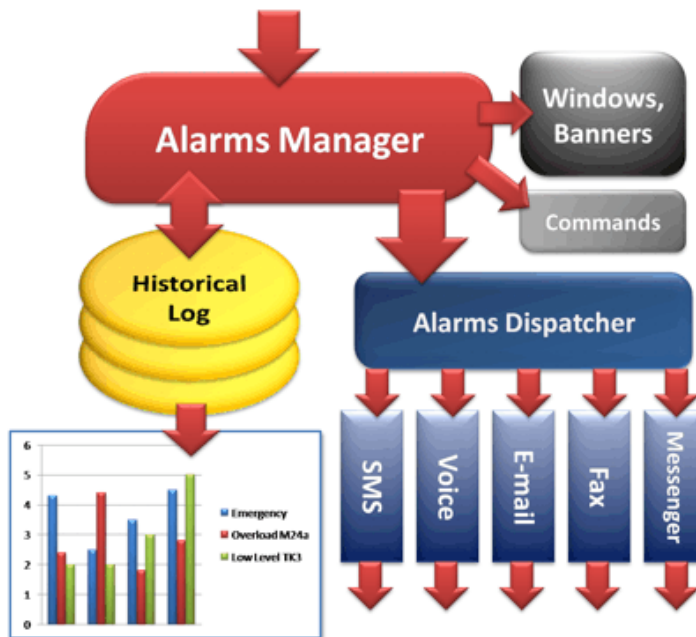 Alarms Manager
Windows,
Banners
Commands
Historical
Log
Alarms Dispatcher
SMS
Voice
E-mail
Fax
Messenger
6
5
4
3
2
1
0
Emergency
Overload M24a
Low Level TK3